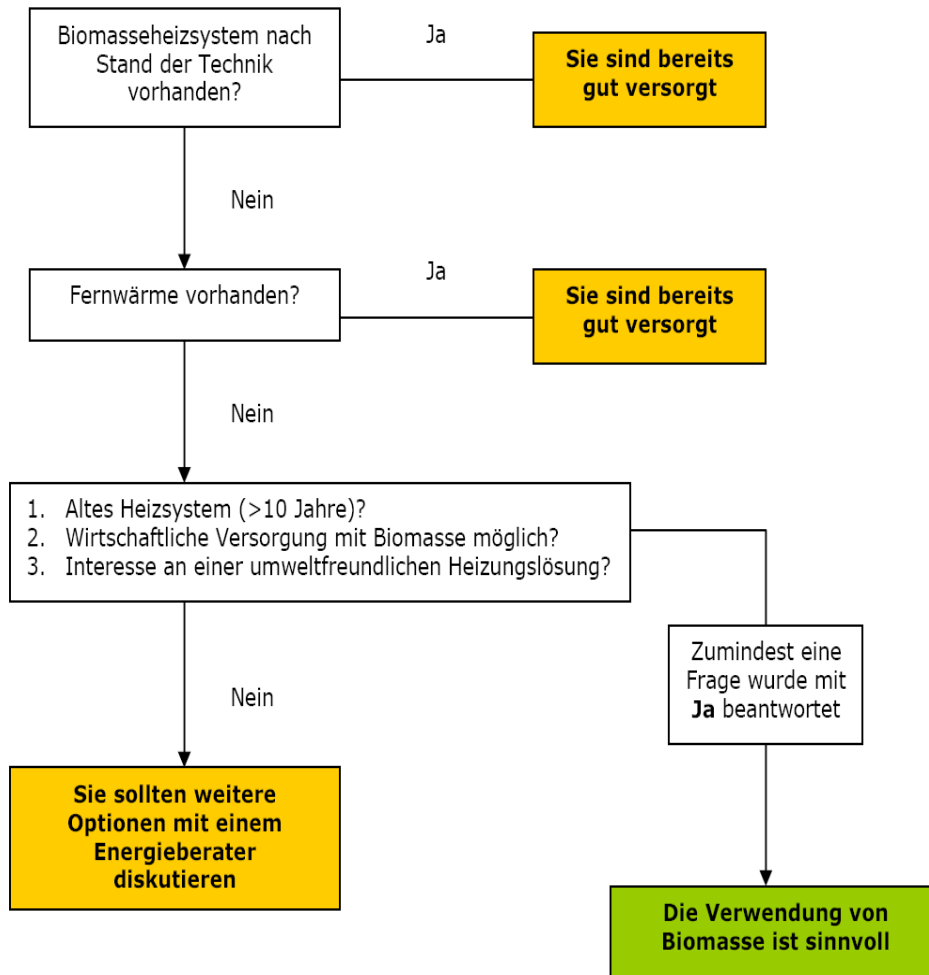 Biomasseheizsystem nach
Stand der Technik
vorhanden?
Ja
Sie sind bereits
gut versorgt
Nein
Fernwärme vorhanden?
Ja
Sie sind bereits
gut versorgt
Nein
1. Altes Heizsystem (>10 Jahre)?
2. Wirtschaftliche Versorgung mit Biomasse möglich?
3. Interesse an einer umweltfreundlichen Heizungslösung?
Zumindest eine
Frage wurde mit
Ja beantwortet
Nein
Sie sollten weitere
Optionen mit einem
Energieberater
diskutieren
Die Verwendung von
Biomasse ist sinnvoll